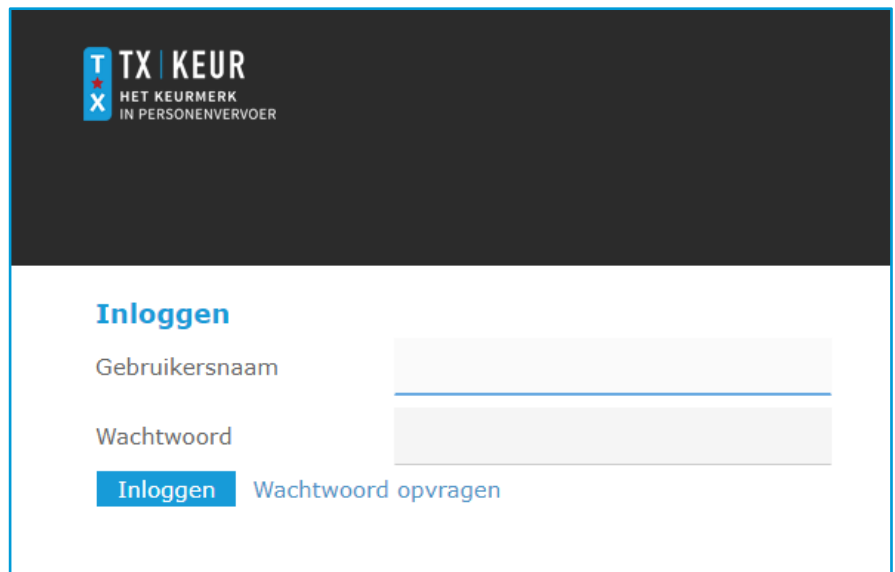 T
X
TX | KEUR
HET KEURMERK
IN PERSONENVERVOER
Inloggen
Gebruikersnaam
Wachtwoord
Inloggen Wachtwoord opvragen